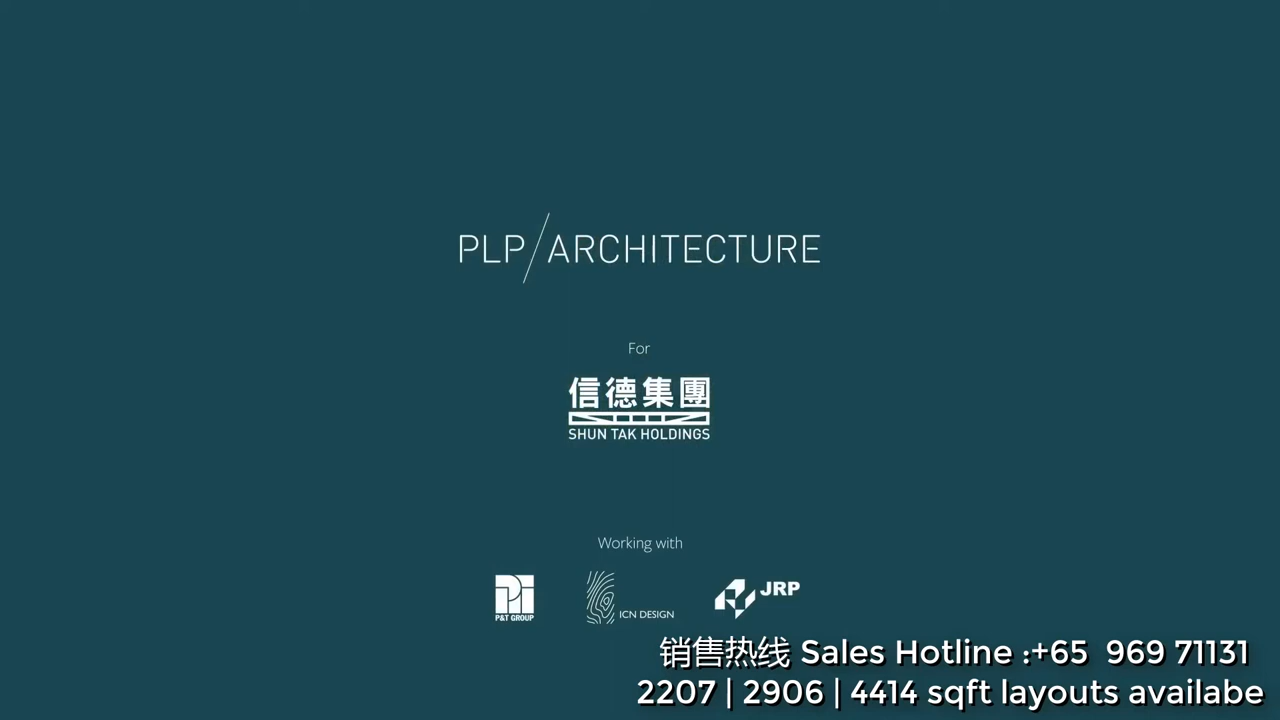 PLP/ARCHITECTURE
For
信德集團
SHUN TAK HOLDINGS
Working with
P&T GROUP
ICN DESIGN
JRP
销售热线 Sales Hotline :+65 969 71131
2207 | 2906 | 4414 sqft layouts availabe